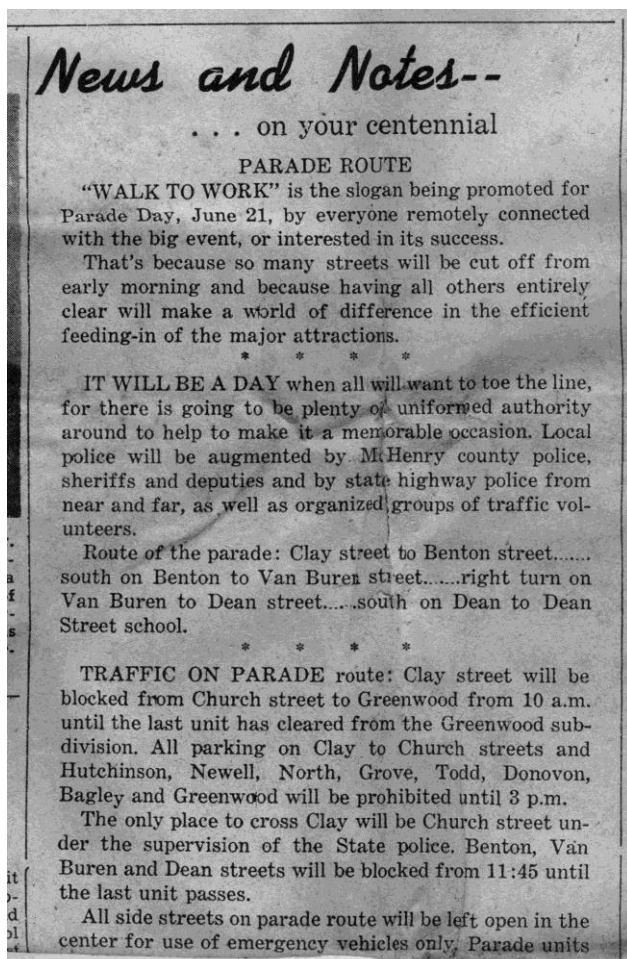 News and Notes--
. . . on your centennial
PARADE ROUTE
“WALK TO WORK” is the slogan being promoted for
Parade Day, June 21, by everyone remotely connected
with the big event, or interested in its success.
That’s because so many streets will be cut off from
early morning and because having all others entirely
clear will make a world of difference in the efficient
feeding-in of the major attractions.
* * * *
IT WILL BE A DAY when all will want to toe the line,
for there is going to be plenty of uniformed authority
around to help to make it a memorable occasion. Local
police will be augmented by McHenry county police,
sheriffs and deputies and by state highway police from
near and far, as well as organized groups of traffic vol-
unteers.
Route of the parade: Clay street to Benton street.......
south on Benton to Van Buren street.......right turn on
Van Buren to Dean street......south on Dean to Dean
Street school.
* * * *
TRAFFIC ON PARADE route: Clay street will be
blocked from Church street to Greenwood from 10 a.m.
until the last unit has cleared from the Greenwood sub-
division. All parking on Clay to Church streets and
Hutchinson, Newell, North, Grove, Todd, Donovon,
Bagley and Greenwood will be prohibited until 3 p.m.
The only place to cross Clay will be Church street un-
der the supervision of the State police. Benton, Van
Buren and Dean streets will be blocked from 11:45 until
the last unit passes.
All side streets on parade route will be left open in the
center for use of emergency vehicles only. Parade units